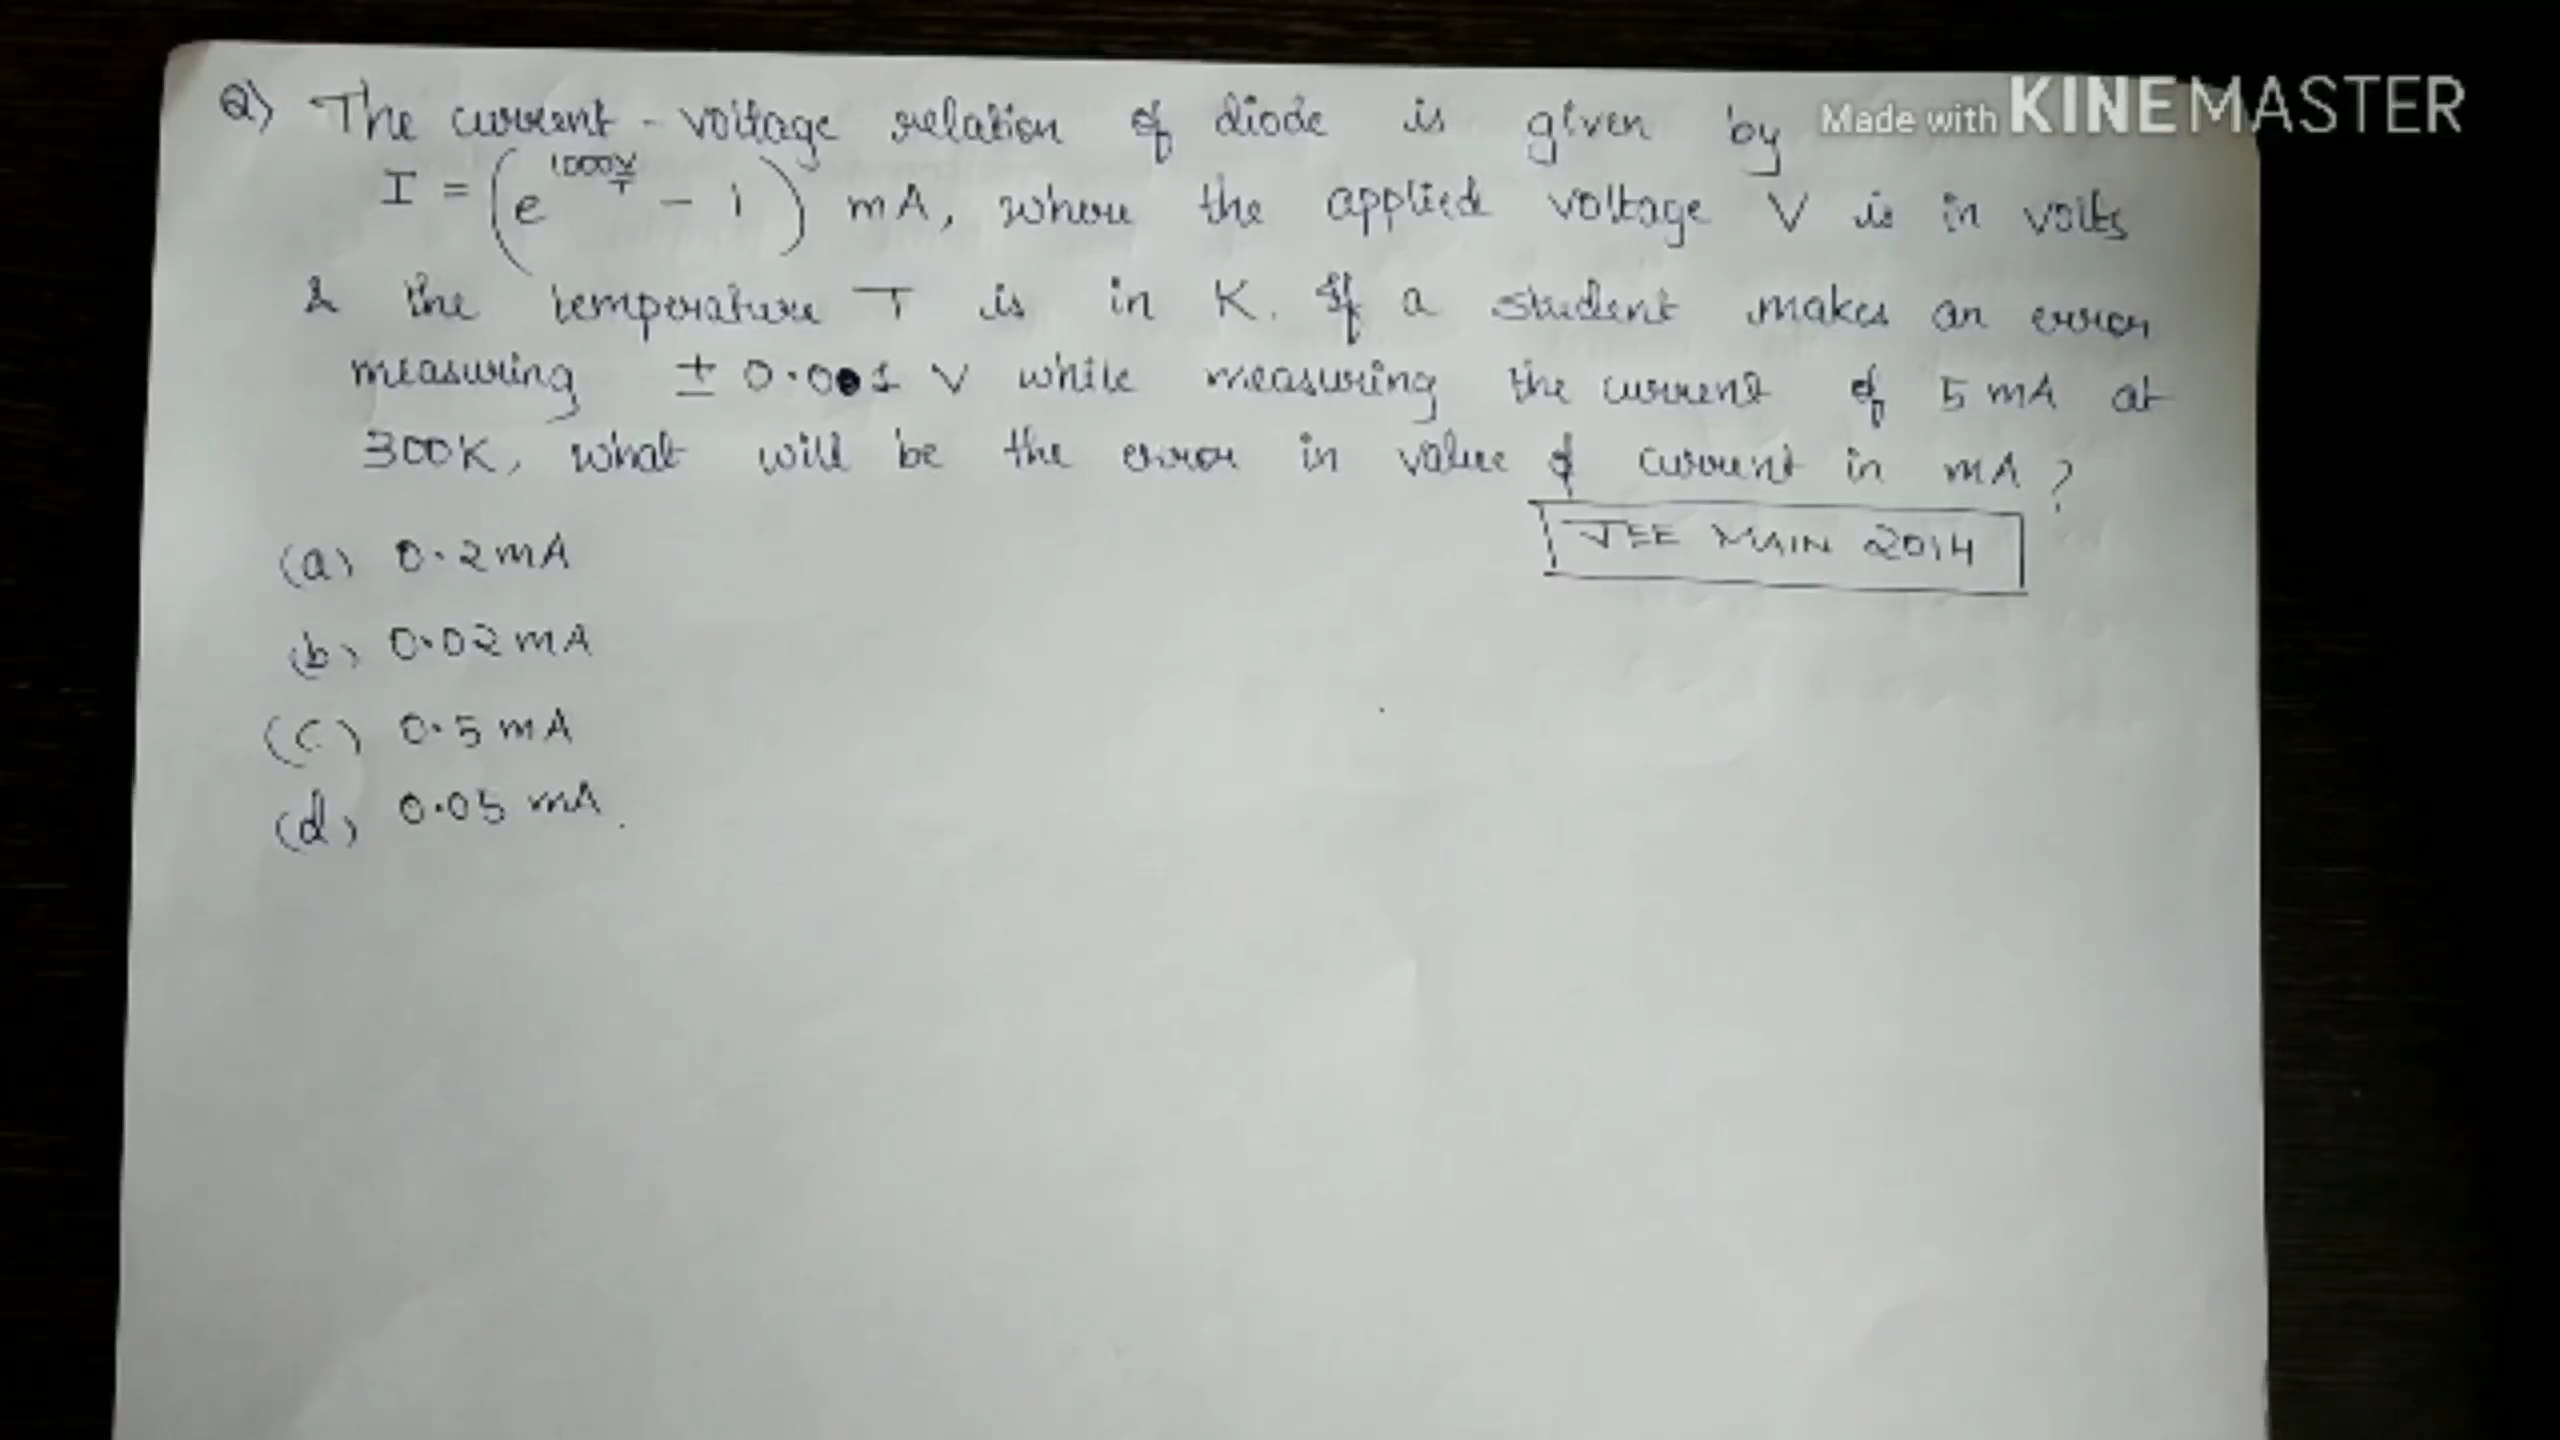 Q) The current - voltage relation of diode is given by
Made with KINEMASTER
I = (e^{1000V/T} - 1) mA, where the applied voltage V is in volts
& the temperature T is in K. If a student makes an error
measuring ± 0.001 V while measuring the current of 5 mA at
300K, what will be the error in value of current in mA?
JEE MAIN 2014
(a) 0.2 mA
(b) 0.02 mA
(c) 0.5 mA
(d) 0.05 mA.